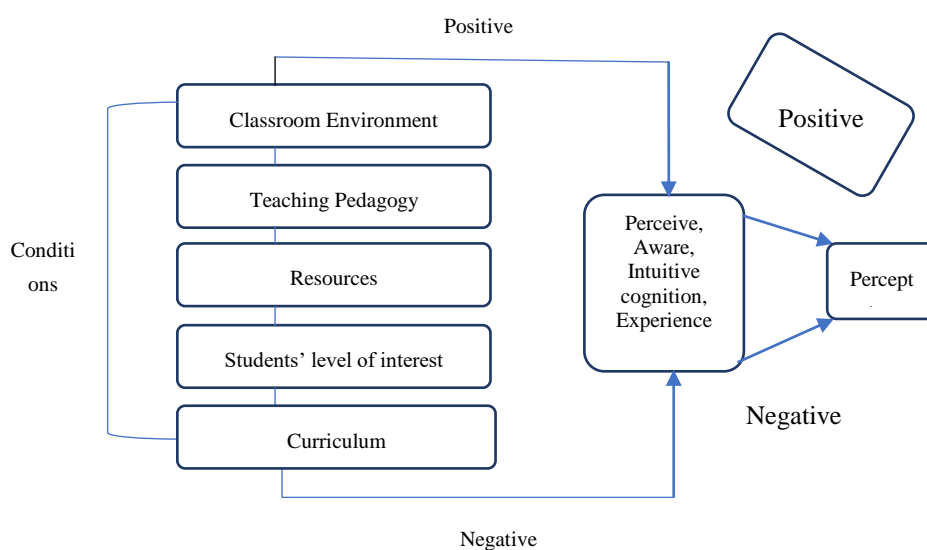 Positive
Positive
Classroom Environment
Teaching Pedagogy
Conditi
ons
Resources
Students’ level of interest
Curriculum
Perceive,
Aware,
Intuitive
cognition,
Experience
Percept
Negative
Negative